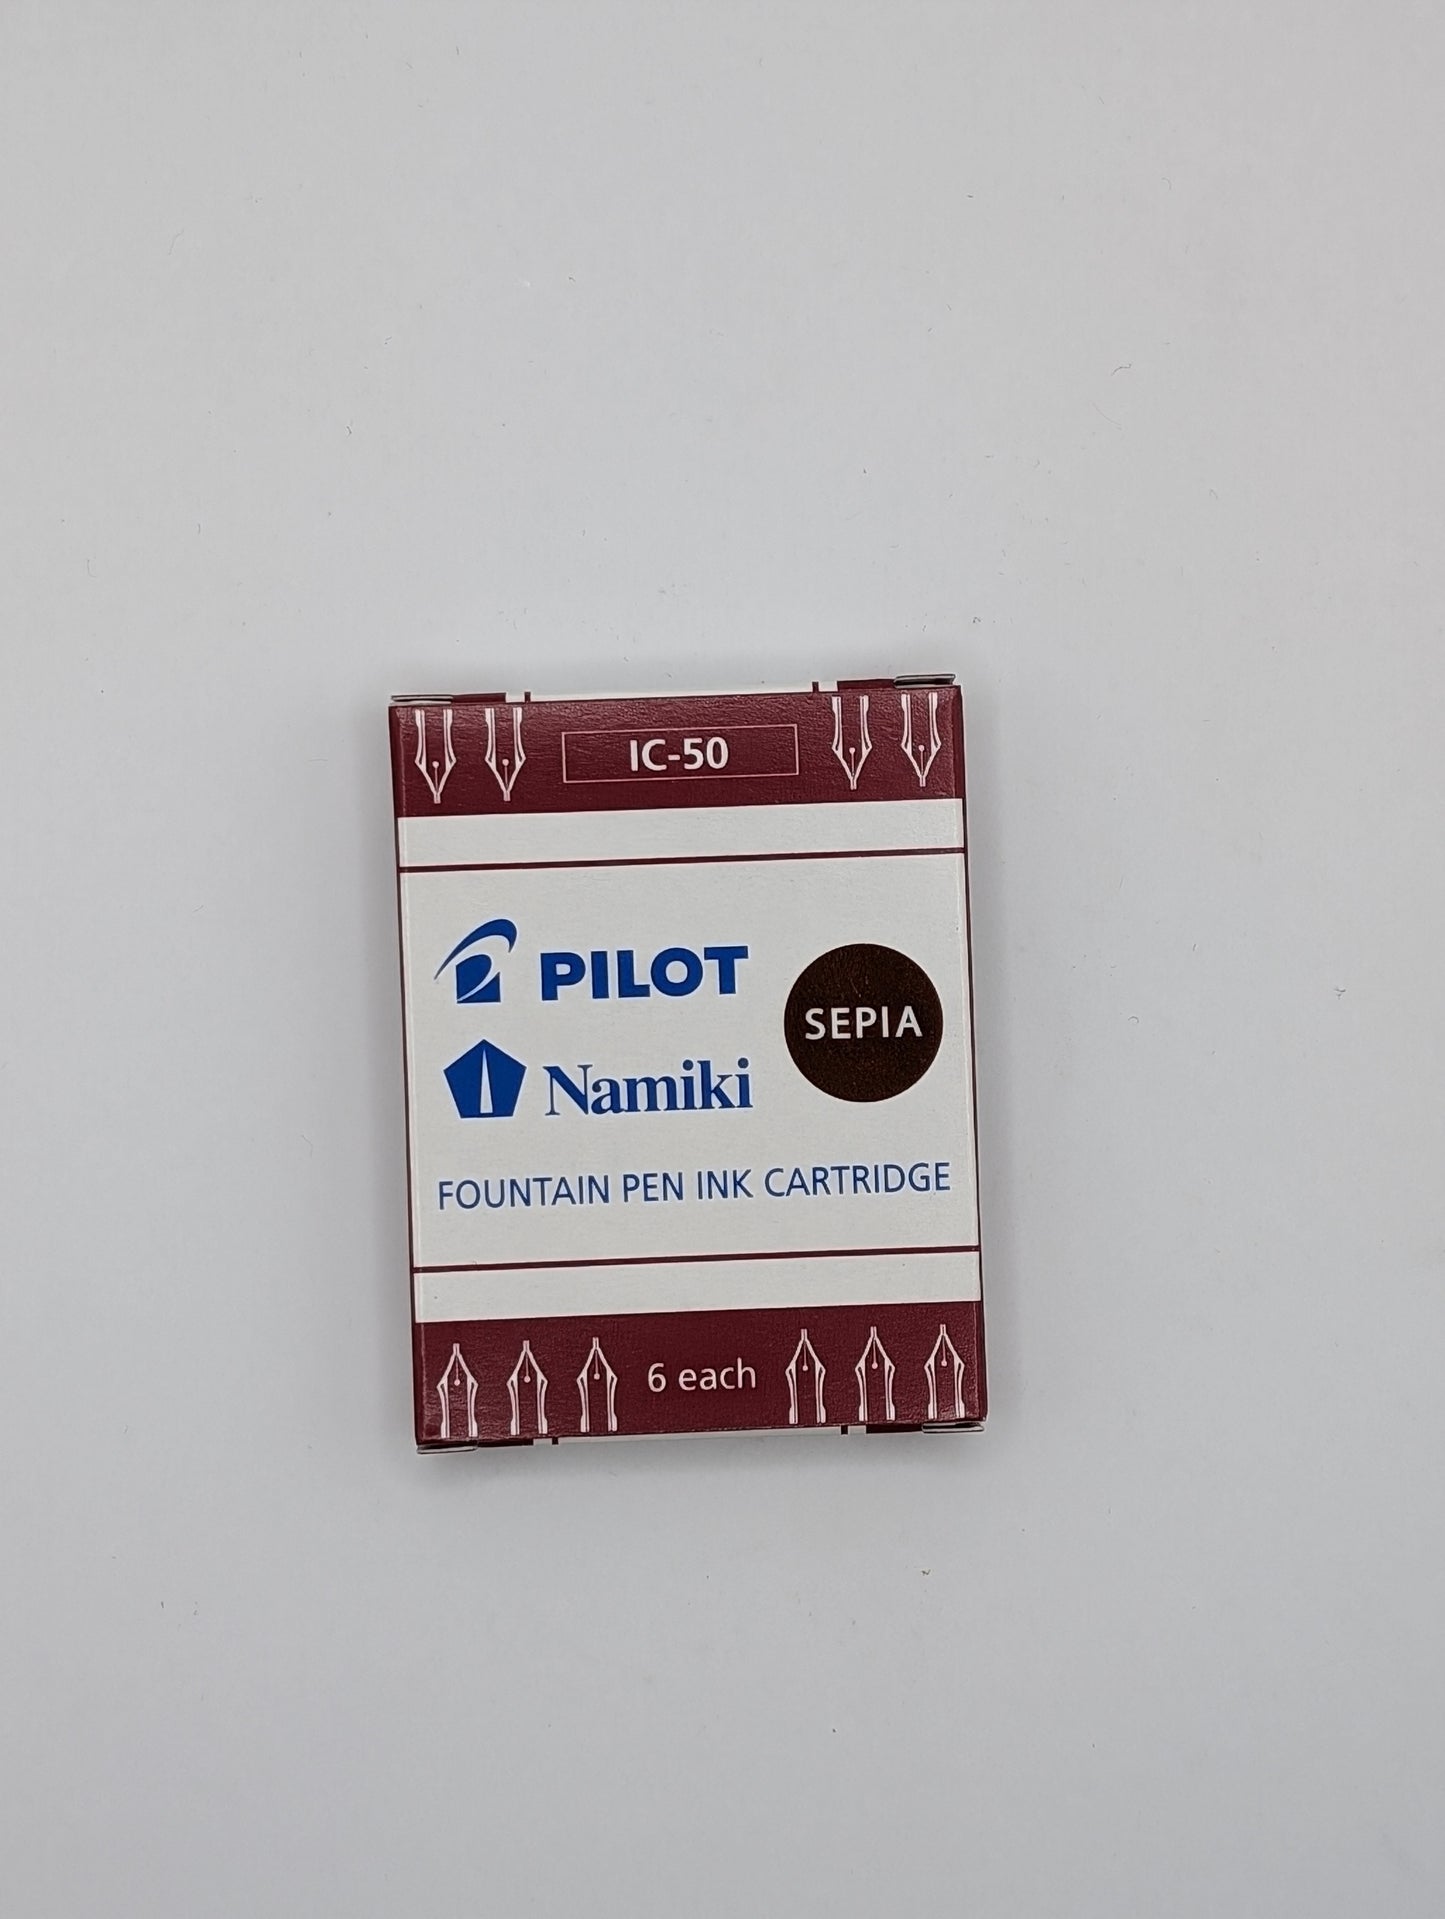 IC-50
PILOT
SEPIA
Namiki
FOUNTAIN PEN INK CARTRIDGE
6 each